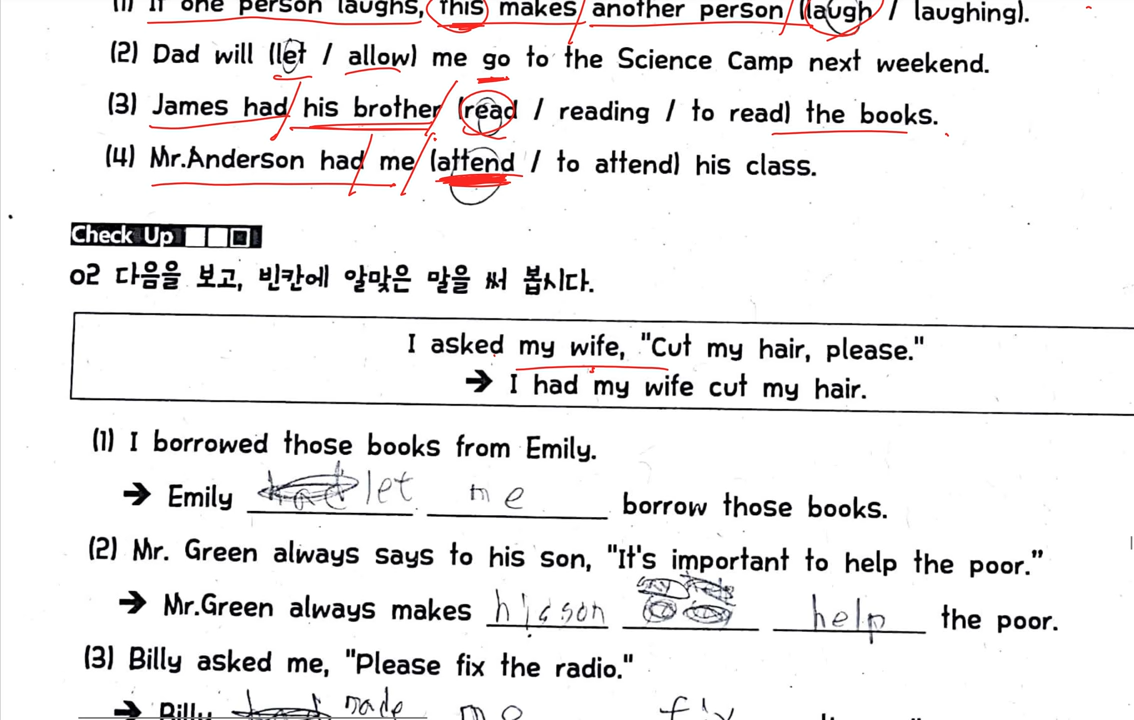 (1) If one person laughs, (this) makes / another person / (laugh / laughing).
(2) Dad will (let / allow) me go to the Science Camp next weekend.
(3) James had / his brother / (read / reading / to read) the books.
(4) Mr.Anderson had / me / (attend / to attend) his class.
Check Up
02 다음을 보고, 빈칸에 알맞은 말을 써 봅시다.
I asked my wife, "Cut my hair, please."
→ I had my wife cut my hair.
(1) I borrowed those books from Emily.
→ Emily let me borrow those books.
(2) Mr. Green always says to his son, "It's important to help the poor."
→ Mr.Green always makes his son help the poor.
(3) Billy asked me, "Please fix the radio."
→ Billy made me fix